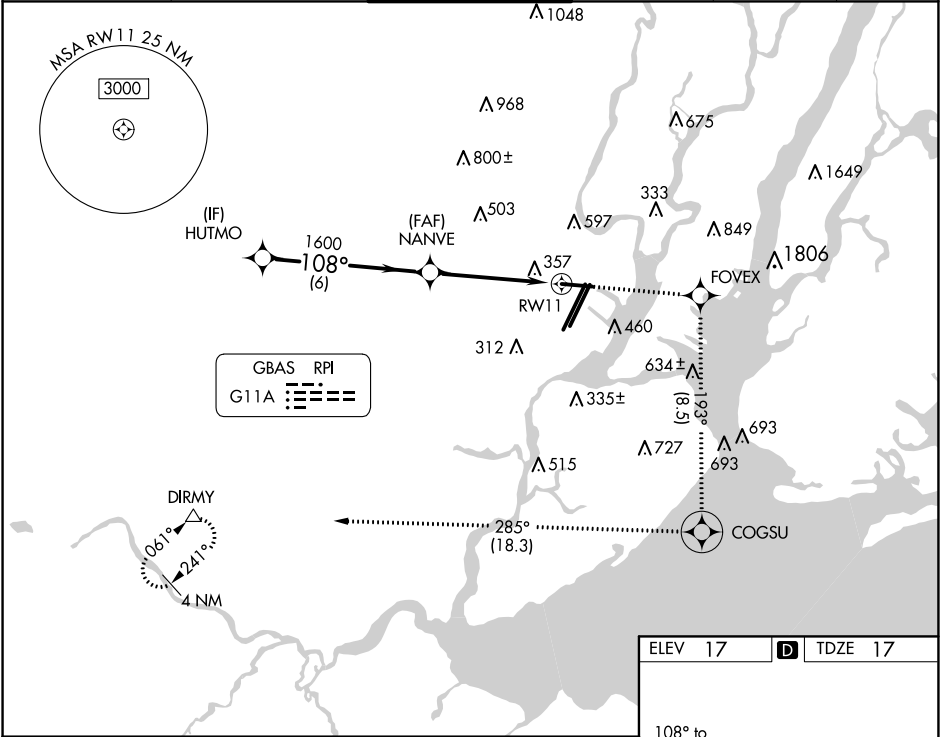 1048
MSA RW11 25 NM
3000
968
675
800±
1649
333
503
597
849
(IF)
HUTMO
(FAF)
NANVE
1600
108°
(6)
357
1806
FOVEX
RW11
460
312
634±
GBAS RPI
G11A
335±
193°
(8.5)
693
727
693
515
DIRMY
061°
241°
4 NM
285°
(18.3)
COGSU
ELEV 17 D TDZE 17
108° to